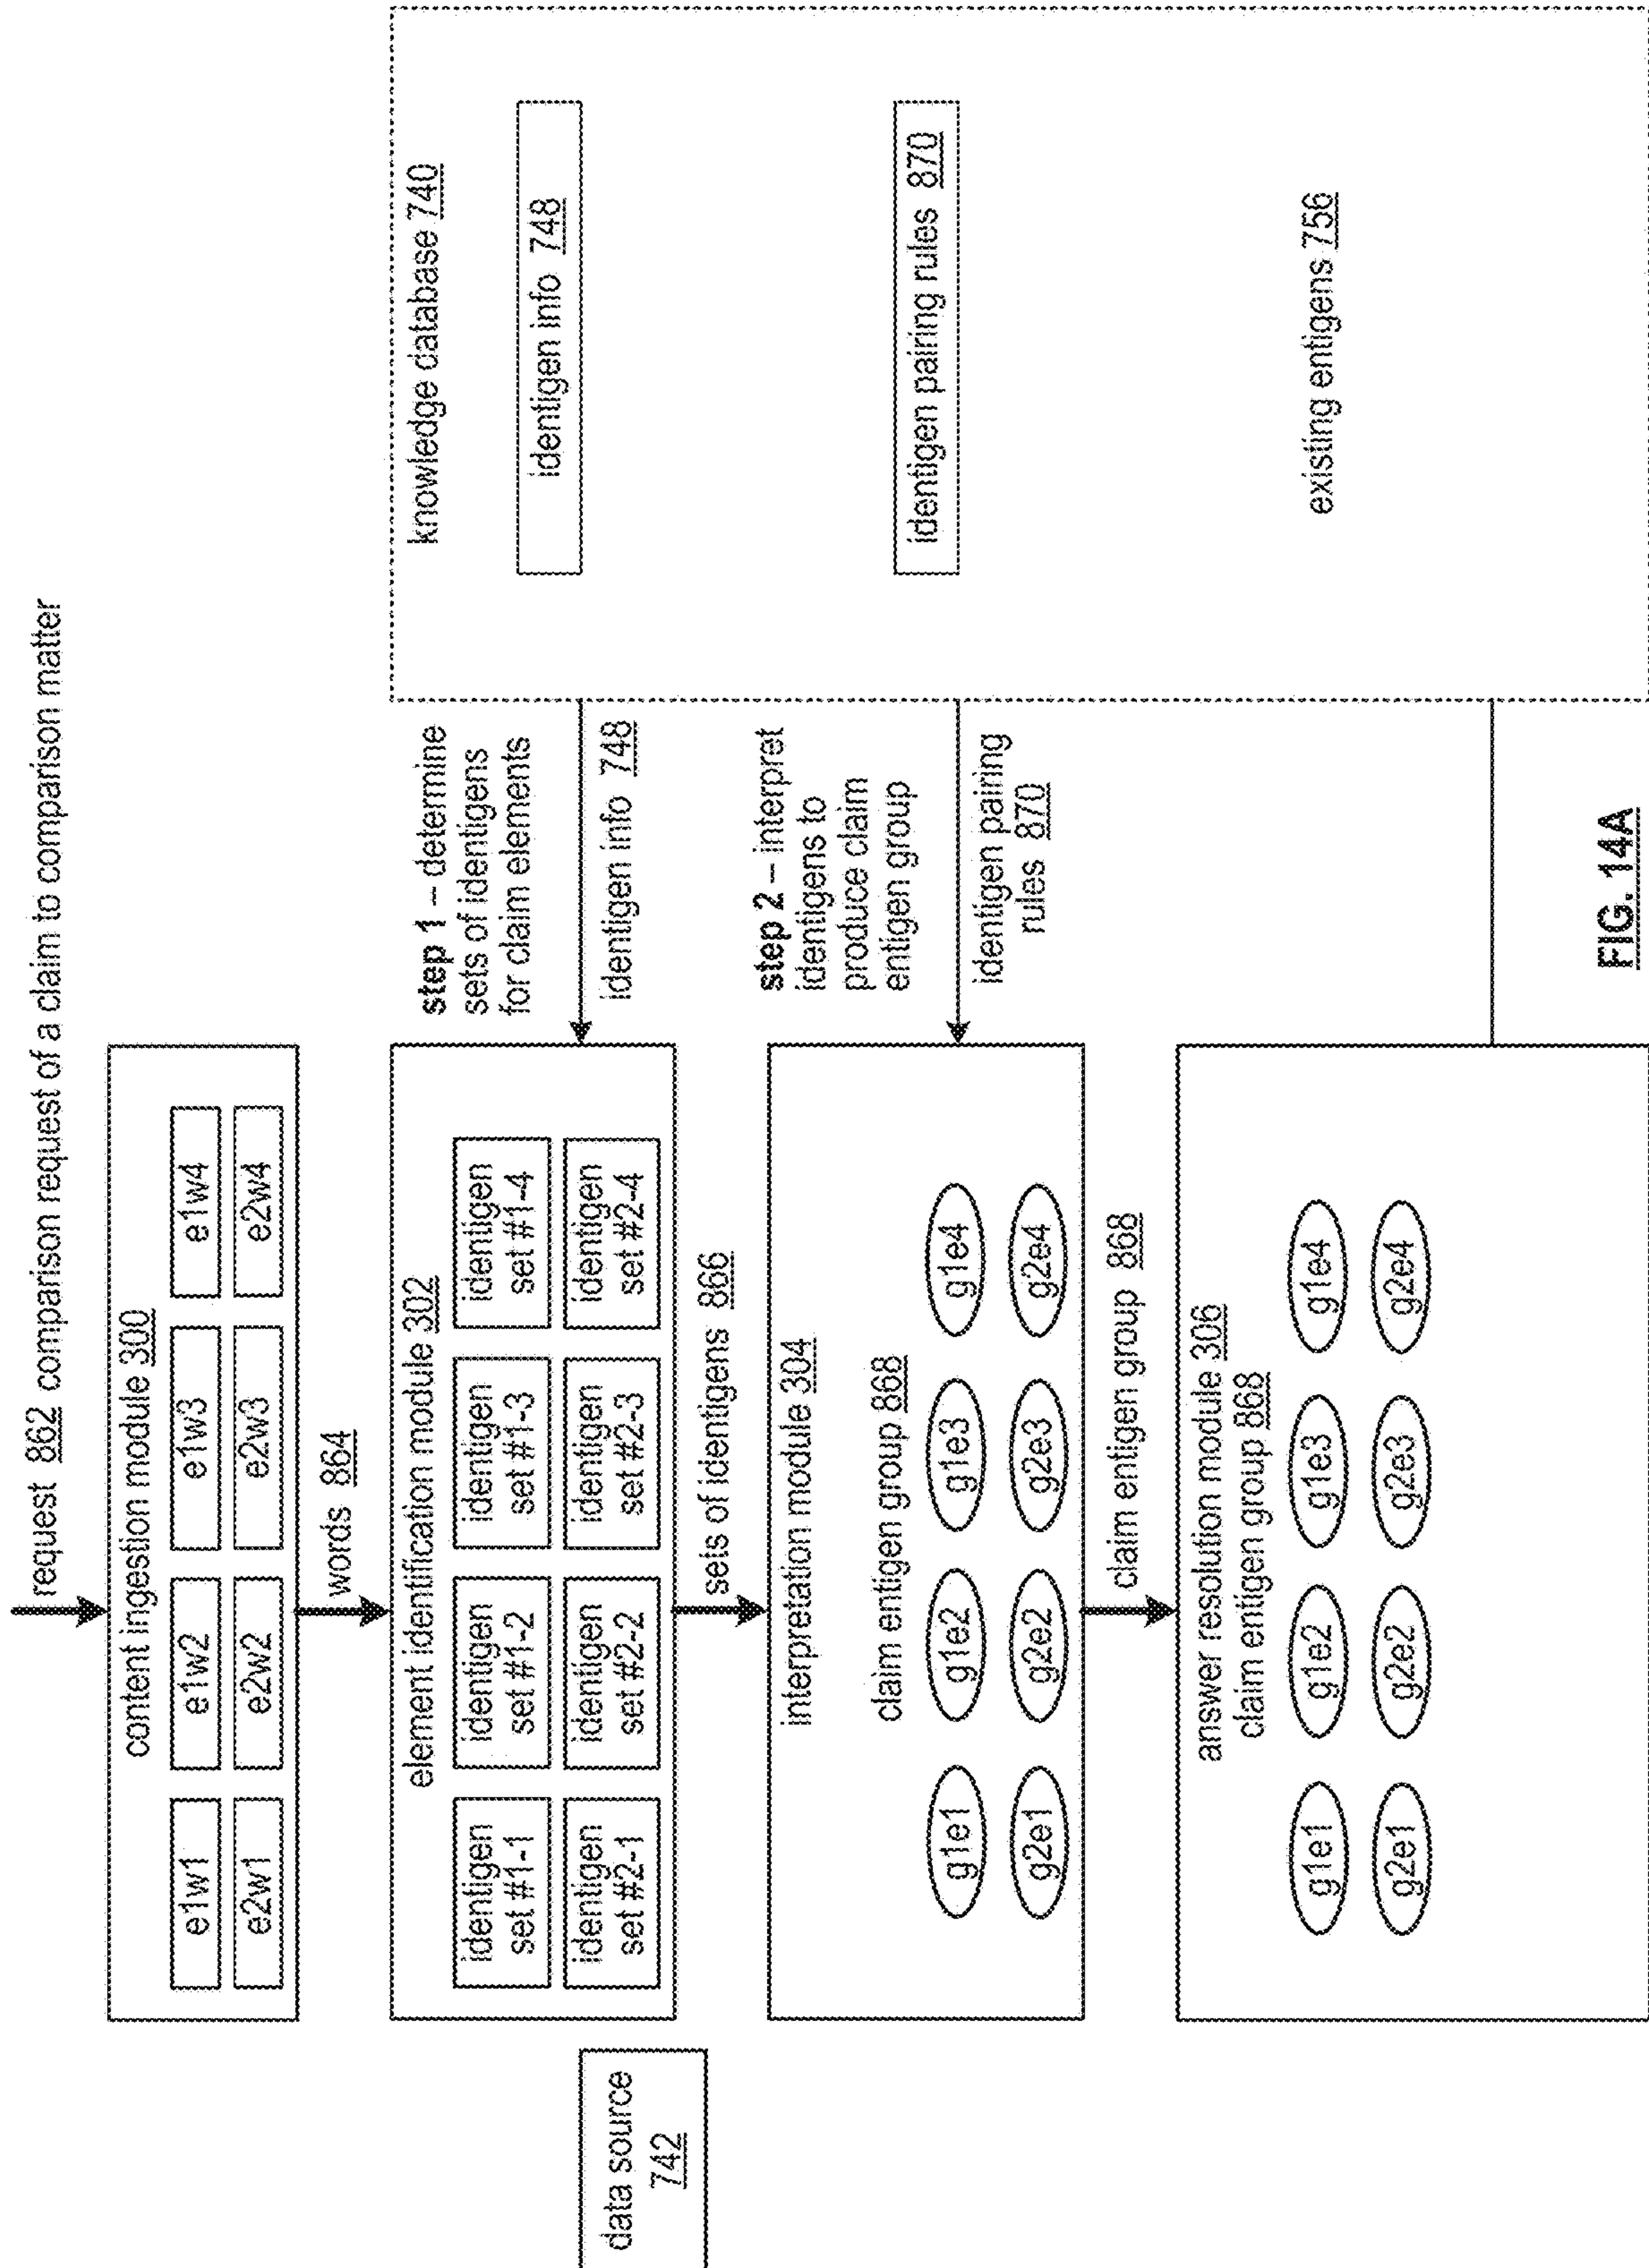 request 862 comparison request of a claim to comparison matter
content ingestion module 300
e1w1
e1w2
e1w3
e1w4
e2w1
e2w2
e2w3
e2w4
words 864
data source
742
element identification module 302
identigen
set #1-1
identigen
set #1-2
identigen
set #1-3
identigen
set #1-4
identigen
set #2-1
identigen
set #2-2
identigen
set #2-3
identigen
set #2-4
step 1 – determine
sets of identigens
for claim elements
identigen info 748
knowledge database 740
identigen info 748
sets of identigens 866
interpretation module 304
claim entigen group 868
g1e1
g1e2
g1e3
g1e4
g2e1
g2e2
g2e3
g2e4
step 2 – interpret
identigens to
produce claim
entigen group
identigen pairing
rules 870
identigen pairing rules 870
claim entigen group 868
answer resolution module 306
claim entigen group 868
g1e1
g1e2
g1e3
g1e4
g2e1
g2e2
g2e3
g2e4
existing entigens 756
FIG. 14A